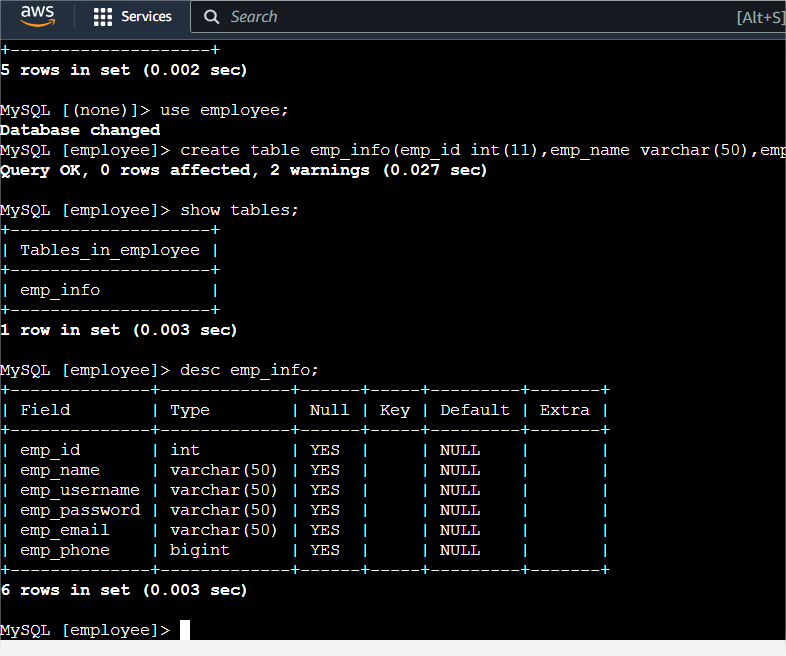 aws Services Search [Alt+S]
+--------------------+
5 rows in set (0.002 sec)
MySQL [(none)]> use employee;
Database changed
MySQL [employee]> create table emp_info(emp_id int(11),emp_name varchar(50),emp
Query OK, 0 rows affected, 2 warnings (0.027 sec)
MySQL [employee]> show tables;
+--------------------+
| Tables_in_employee |
+--------------------+
| emp_info           |
+--------------------+
1 row in set (0.003 sec)
MySQL [employee]> desc emp_info;
+--------------+-------------+------+-----+---------+-------+
| Field        | Type        | Null | Key | Default | Extra |
+--------------+-------------+------+-----+---------+-------+
| emp_id       | int         | YES  |     | NULL    |       |
| emp_name     | varchar(50) | YES  |     | NULL    |       |
| emp_username | varchar(50) | YES  |     | NULL    |       |
| emp_password | varchar(50) | YES  |     | NULL    |       |
| emp_email    | varchar(50) | YES  |     | NULL    |       |
| emp_phone    | bigint      | YES  |     | NULL    |       |
+--------------+-------------+------+-----+---------+-------+
6 rows in set (0.003 sec)
MySQL [employee]>